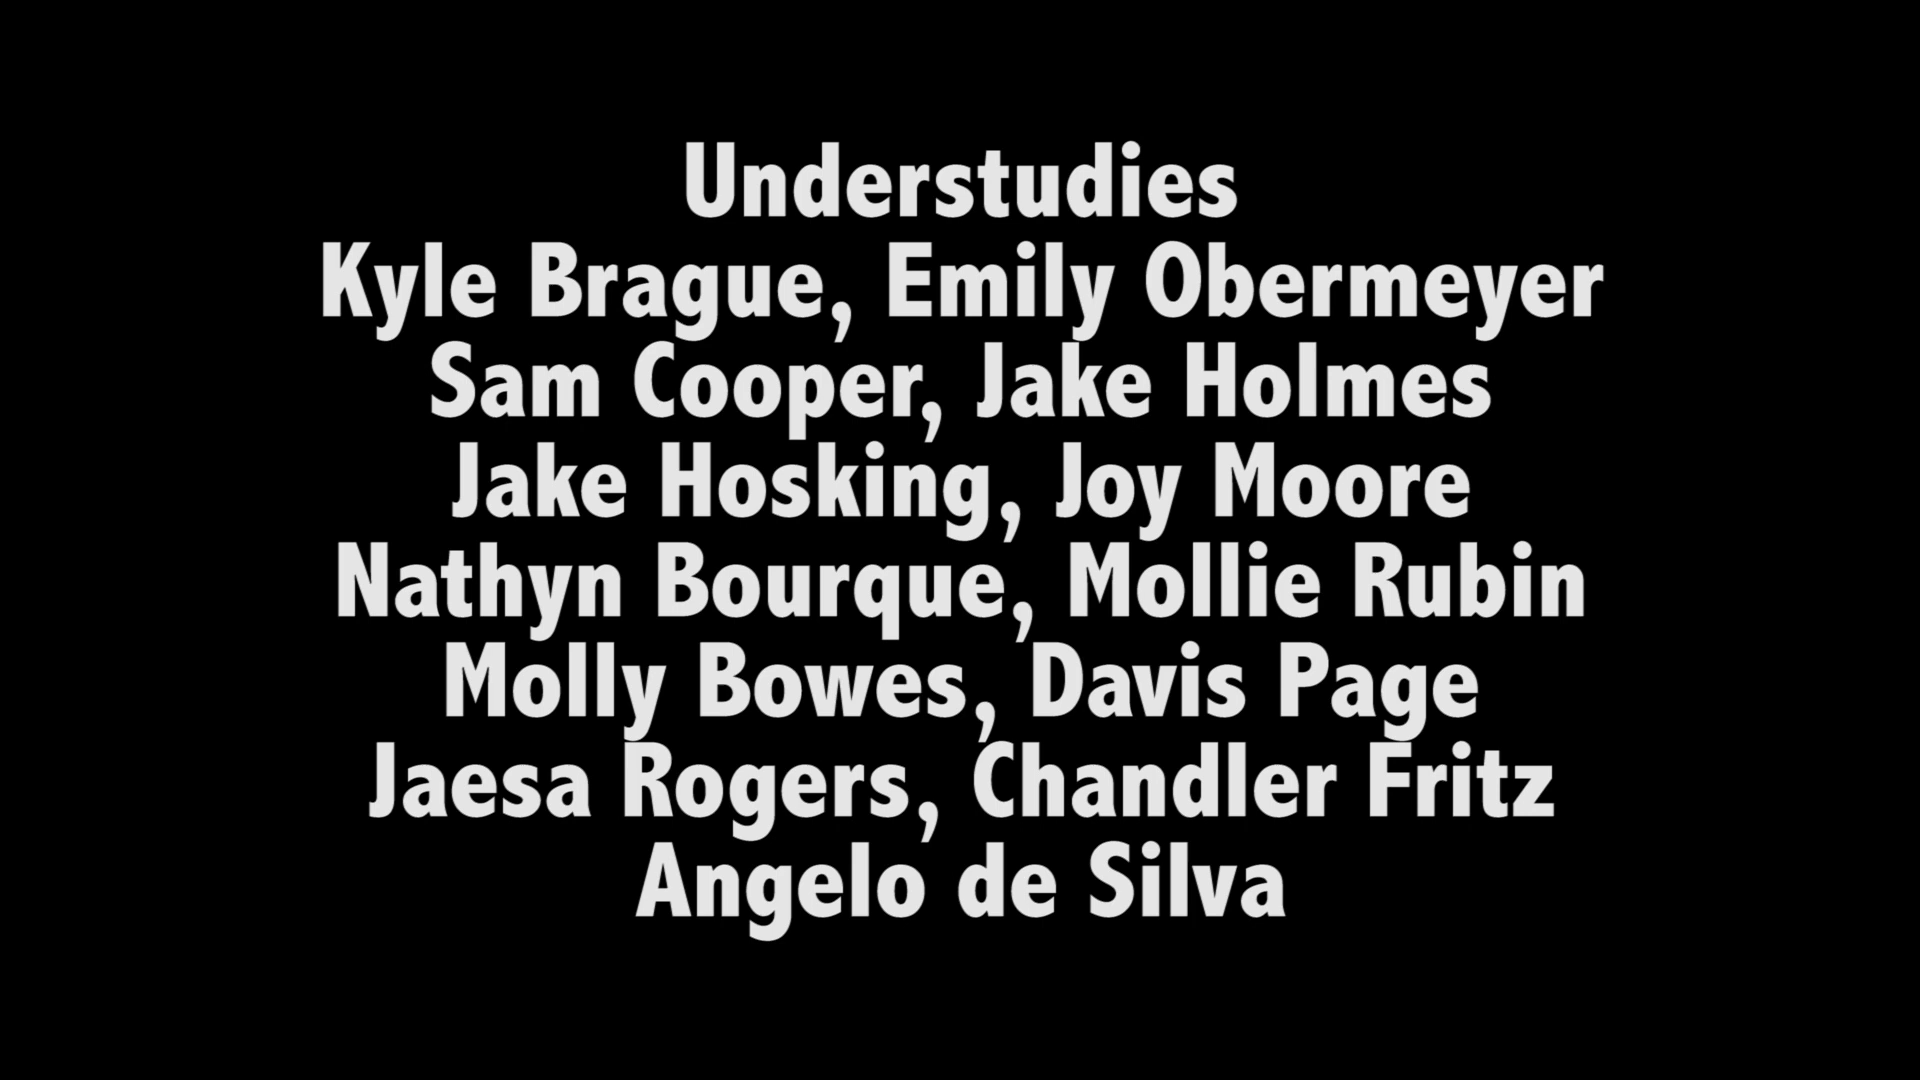 Understudies
Kyle Brague, Emily Obermeyer
Sam Cooper, Jake Holmes
Jake Hosking, Joy Moore
Nathyn Bourque, Mollie Rubin
Molly Bowes, Davis Page
Jaesa Rogers, Chandler Fritz
Angelo de Silva